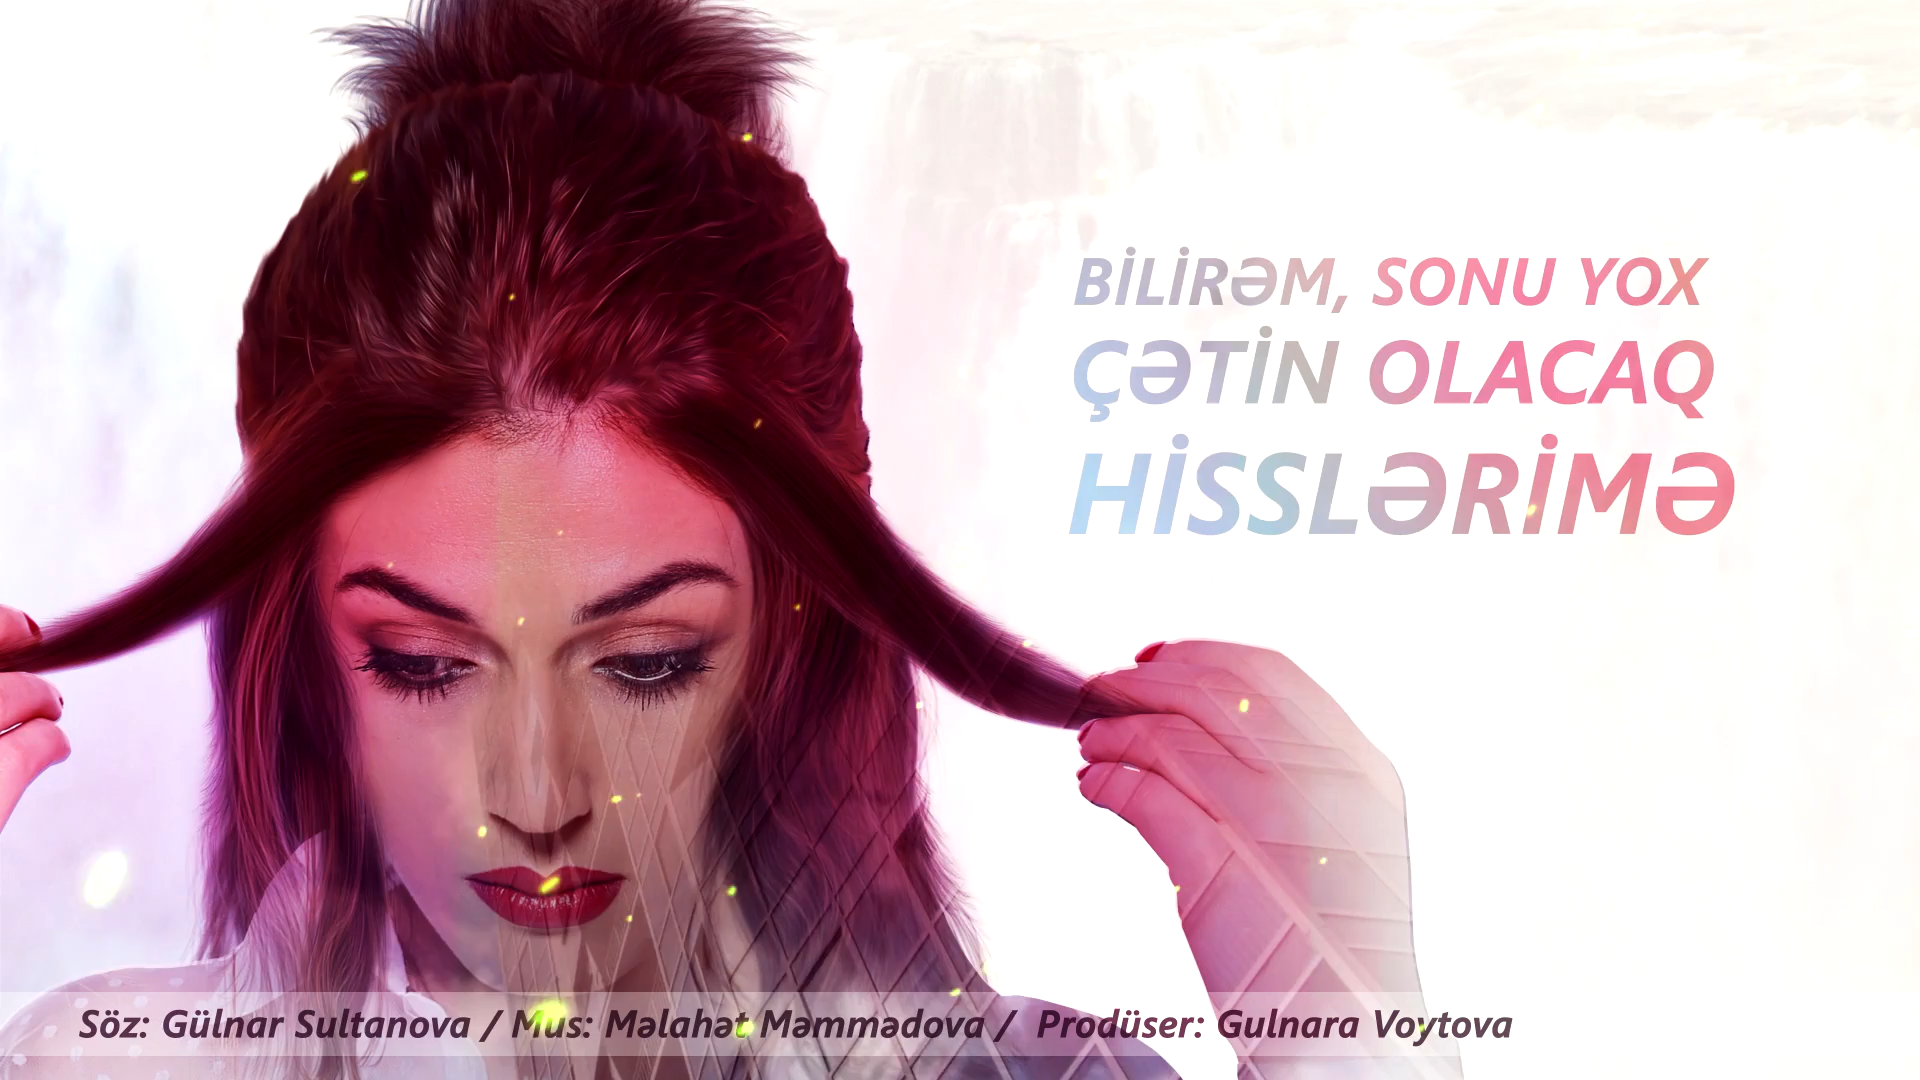 BİLİRƏM, SONU YOX
ÇƏTİN OLACAQ
HİSSLƏRİMƏ
Söz: Gülnar Sultanova / Mus: Məlahət Məmmədova / Prodüser: Gulnara Voytova